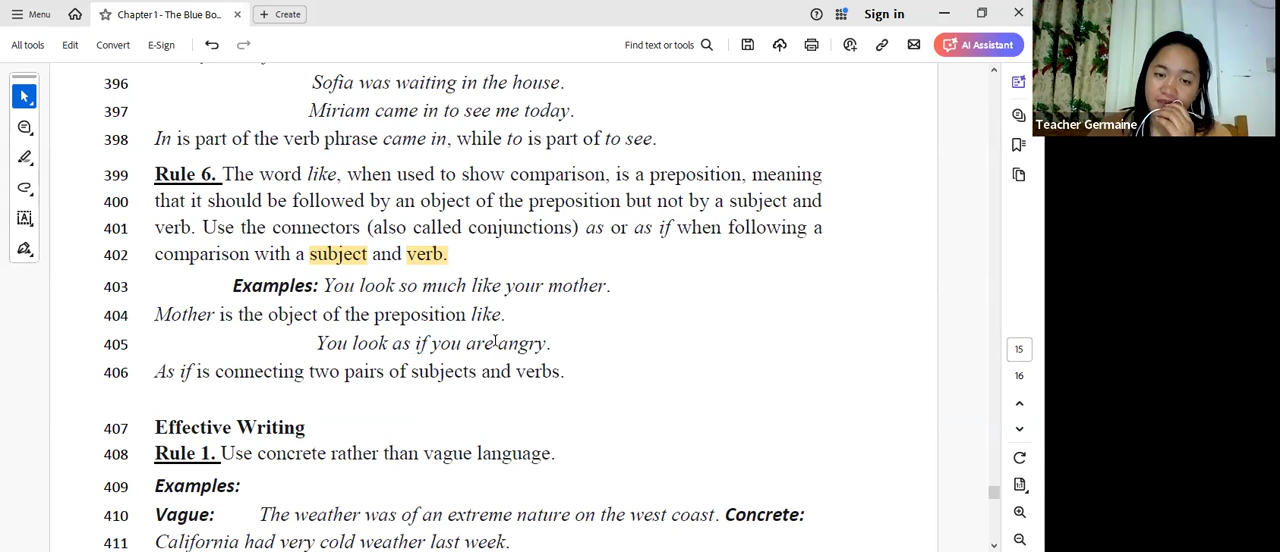 Menu
Chapter 1 - The Blue Bo...
Create
Sign in
All tools
Edit
Convert
E-Sign
Find text or tools
AI Assistant
Teacher Germaine
396 Sofia was waiting in the house.
397 Miriam came in to see me today.
398 In is part of the verb phrase came in, while to is part of to see.
399 Rule 6. The word like, when used to show comparison, is a preposition, meaning
400 that it should be followed by an object of the preposition but not by a subject and
401 verb. Use the connectors (also called conjunctions) as or as if when following a
402 comparison with a subject and verb.
403 Examples: You look so much like your mother.
404 Mother is the object of the preposition like.
405 You look as if you are angry.
406 As if is connecting two pairs of subjects and verbs.
407 Effective Writing
408 Rule 1. Use concrete rather than vague language.
409 Examples:
410 Vague: The weather was of an extreme nature on the west coast. Concrete:
411 California had very cold weather last week.
15
16